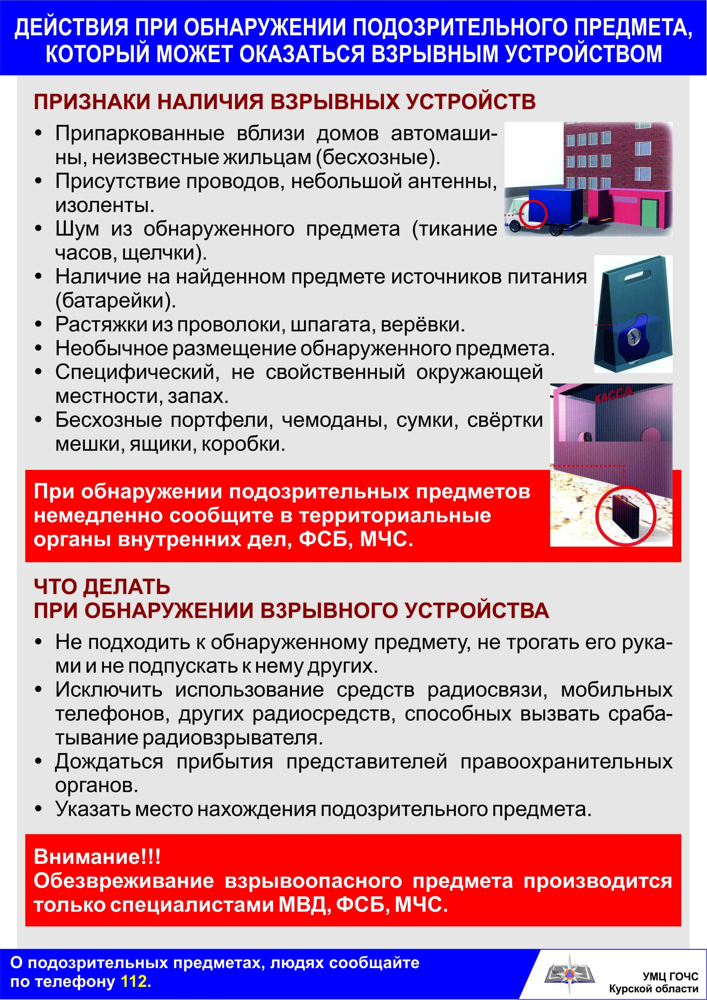 ДЕЙСТВИЯ ПРИ ОБНАРУЖЕНИИ ПОДОЗРИТЕЛЬНОГО ПРЕДМЕТА,
КОТОРЫЙ МОЖЕТ ОКАЗАТЬСЯ ВЗРЫВНЫМ УСТРОЙСТВОМ
ПРИЗНАКИ НАЛИЧИЯ ВЗРЫВНЫХ УСТРОЙСТВ
• Припаркованные вблизи домов автомаши-
ны, неизвестные жильцам (бесхозные).
• Присутствие проводов, небольшой антенны,
изоленты.
• Шум из обнаруженного предмета (тикание
часов, щелчки).
• Наличие на найденном предмете источников питания
(батарейки).
• Растяжки из проволоки, шпагата, верёвки.
• Необычное размещение обнаруженного предмета.
• Специфический, не свойственный окружающей
местности, запах.
• Бесхозные портфели, чемоданы, сумки, свёртки
мешки, ящики, коробки.
КАССА
При обнаружении подозрительных предметов
немедленно сообщите в территориальные
органы внутренних дел, ФСБ, МЧС.
ЧТО ДЕЛАТЬ
ПРИ ОБНАРУЖЕНИИ ВЗРЫВНОГО УСТРОЙСТВА
• Не подходить к обнаруженному предмету, не трогать его рука-
ми и не подпускать к нему других.
• Исключить использование средств радиосвязи, мобильных
телефонов, других радиосредств, способных вызвать сраба-
тывание радиовзрывателя.
• Дождаться прибытия представителей правоохранительных
органов.
• Указать место нахождения подозрительного предмета.
Внимание!!!
Обезвреживание взрывоопасного предмета производится
только специалистами МВД, ФСБ, МЧС.
О подозрительных предметах, людях сообщайте
по телефону 112.
УМЦ ГОЧС
Курской области